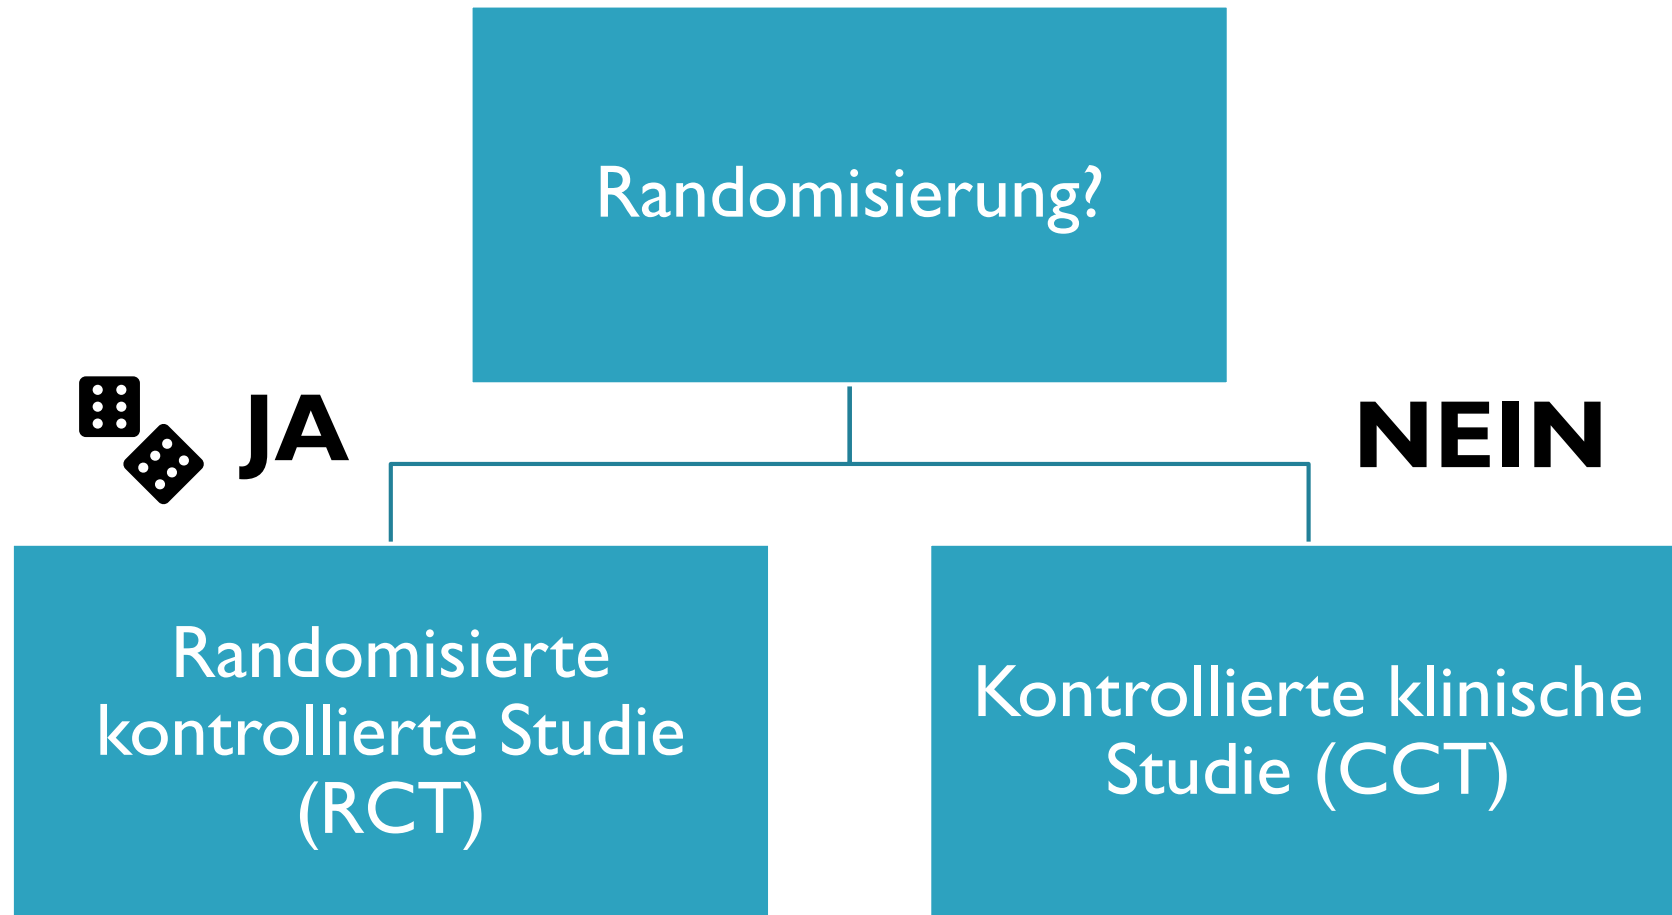 Randomisierung?
JA
NEIN
Randomisierte
kontrollierte Studie
(RCT)
Kontrollierte klinische
Studie (CCT)